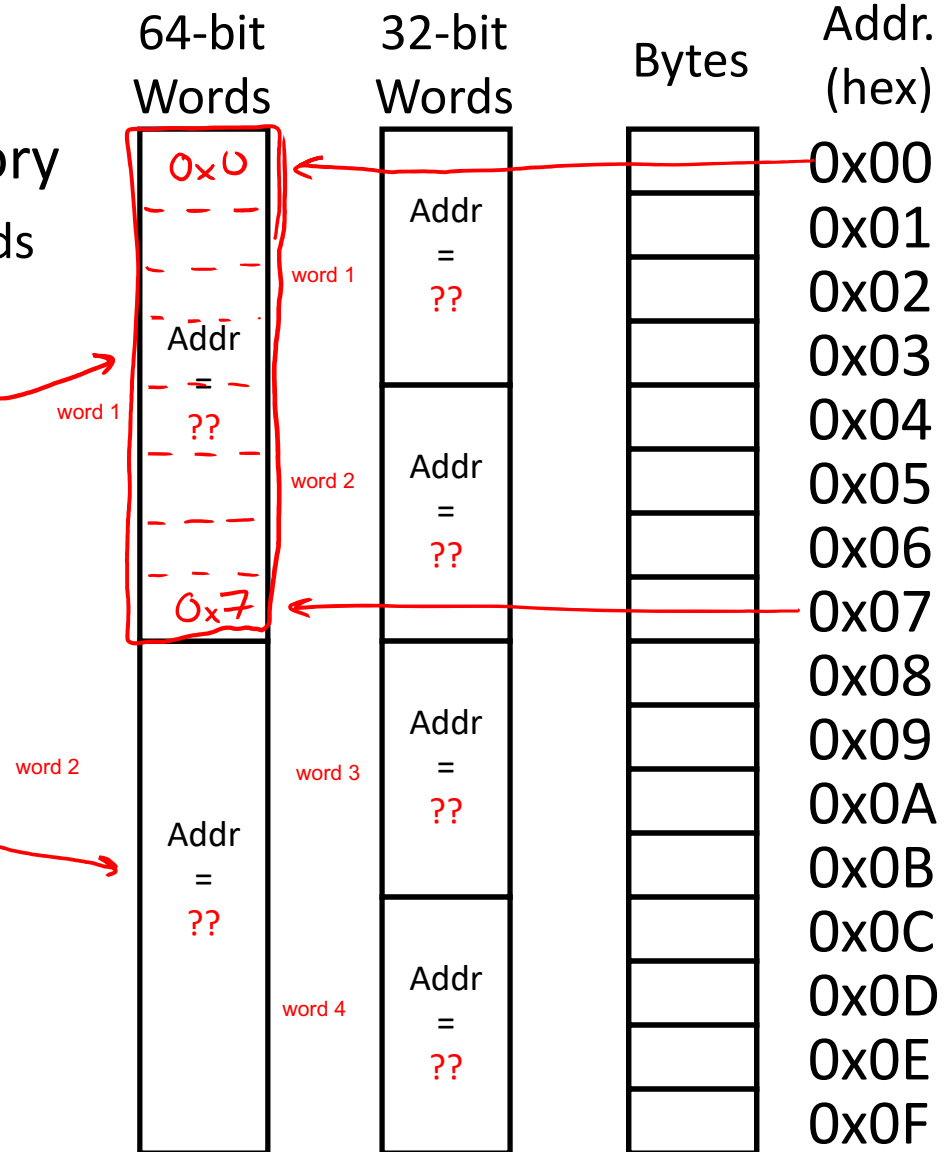 64-bit
Words
32-bit
Words
Bytes
Addr.
(hex)
ory
ds
0x0
Addr
=
??
0x7
word 1
Addr
=
??
word 2
Addr
=
??
word 1
Addr
=
??
word 2
Addr
=
??
word 3
Addr
=
??
word 4
0x00
0x01
0x02
0x03
0x04
0x05
0x06
0x07
0x08
0x09
0x0A
0x0B
0x0C
0x0D
0x0E
0x0F